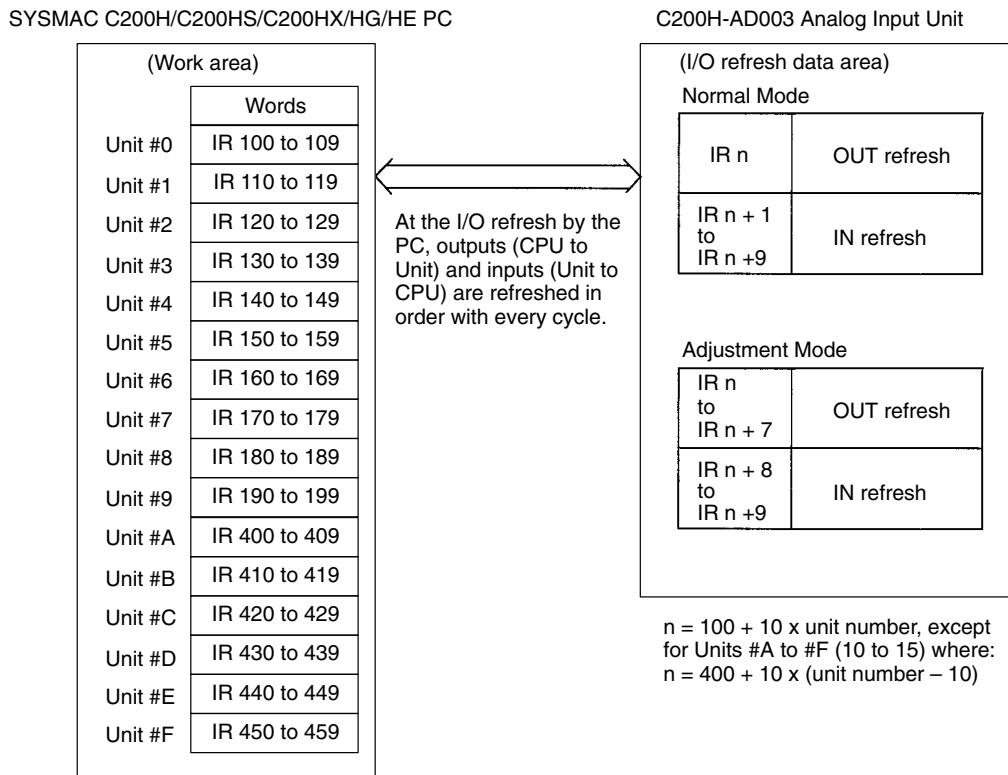 SYSMAC C200H/C200HS/C200HX/HG/HE PC
(Work area)
Words
Unit #0 IR 100 to 109
Unit #1 IR 110 to 119
Unit #2 IR 120 to 129
Unit #3 IR 130 to 139
Unit #4 IR 140 to 149
Unit #5 IR 150 to 159
Unit #6 IR 160 to 169
Unit #7 IR 170 to 179
Unit #8 IR 180 to 189
Unit #9 IR 190 to 199
Unit #A IR 400 to 409
Unit #B IR 410 to 419
Unit #C IR 420 to 429
Unit #D IR 430 to 439
Unit #E IR 440 to 449
Unit #F IR 450 to 459
At the I/O refresh by the
PC, outputs (CPU to
Unit) and inputs (Unit to
CPU) are refreshed in
order with every cycle.
C200H-AD003 Analog Input Unit
(I/O refresh data area)
Normal Mode
IR n OUT refresh
IR n + 1
to
IR n +9
IN refresh
Adjustment Mode
IR n
to
IR n + 7
OUT refresh
IR n + 8
to
IR n +9
IN refresh
n = 100 + 10 x unit number, except
for Units #A to #F (10 to 15) where:
n = 400 + 10 x (unit number – 10)